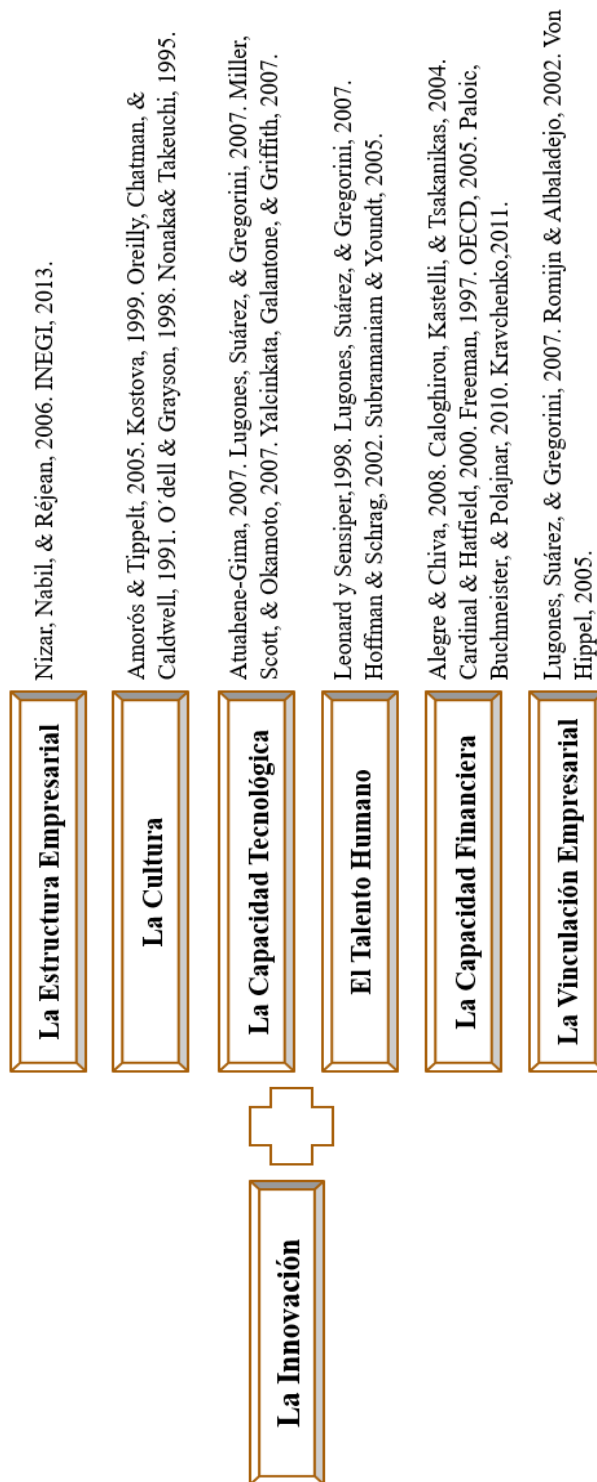 La Innovación
La Estructura Empresarial
Nizar, Nabil, & Réjean, 2006. INEGI, 2013.
La Cultura
Amorós & Tippelt, 2005. Kostova, 1999. Oreilly, Chatman, &
Caldwell, 1991. O´dell & Grayson, 1998. Nonaka& Takeuchi, 1995.
La Capacidad Tecnológica
Atuahene-Gima, 2007. Lugones, Suárez, & Gregorini, 2007. Miller,
Scott, & Okamoto, 2007. Yalcinkata, Galantone, & Griffith, 2007.
El Talento Humano
Leonard y Sensiper,1998. Lugones, Suárez, & Gregorini, 2007.
Hoffman & Schrag, 2002. Subramaniam & Youndt, 2005.
La Capacidad Financiera
Alegre & Chiva, 2008. Caloghirou, Kastelli, & Tsakanikas, 2004.
Cardinal & Hatfield, 2000. Freeman, 1997. OECD, 2005. Paloic,
Buchmeister, & Polajnar, 2010. Kravchenko,2011.
La Vinculación Empresarial
Lugones, Suárez, & Gregorini, 2007. Romijn & Albaladejo, 2002. Von
Hippel, 2005.